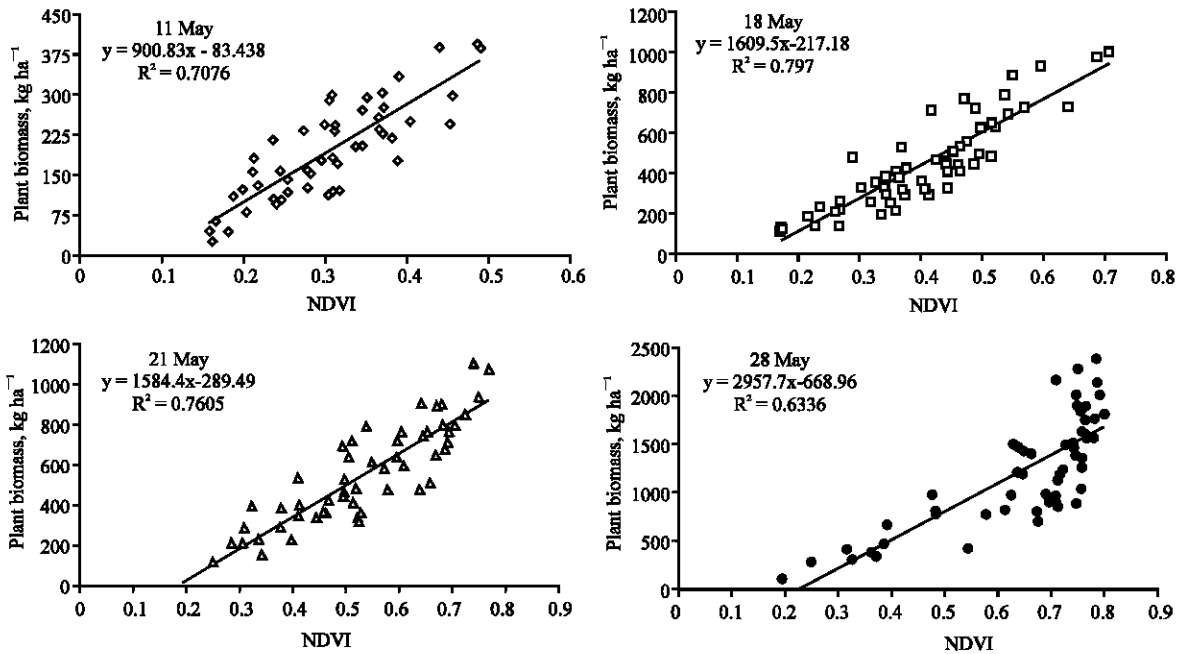 11 May
y = 900.83x - 83.438
R² = 0.7076
Plant biomass, kg ha⁻¹
450
375
300
225
150
75
0
0 0.1 0.2 0.3 0.4 0.5 0.6
NDVI
18 May
y = 1609.5x-217.18
R² = 0.797
Plant biomass, kg ha⁻¹
1200
1000
800
600
400
200
0
0 0.1 0.2 0.3 0.4 0.5 0.6 0.7 0.8
NDVI
21 May
y = 1584.4x-289.49
R² = 0.7605
Plant biomass, kg ha⁻¹
1200
1000
800
600
400
200
0
0 0.1 0.2 0.3 0.4 0.5 0.6 0.7 0.8 0.9
NDVI
28 May
y = 2957.7x-668.96
R² = 0.6336
Plant biomass, kg ha⁻¹
2500
2000
1500
1000
500
0
0 0.1 0.2 0.3 0.4 0.5 0.6 0.7 0.8 0.9
NDVI